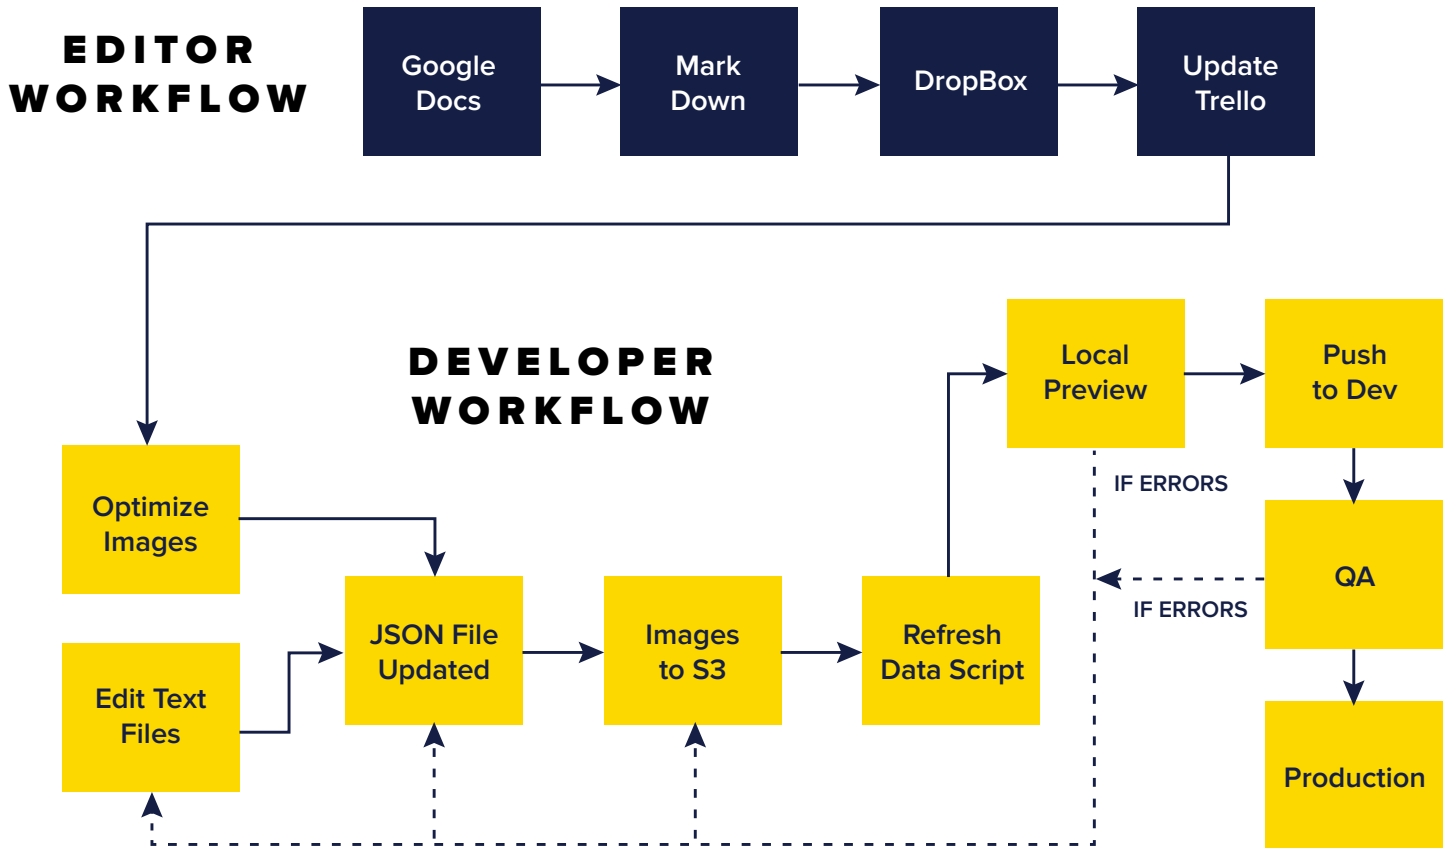 EDITOR
WORKFLOW
Google
Docs
Mark
Down
DropBox
Update
Trello
DEVELOPER
WORKFLOW
Local
Preview
Push
to Dev
IF ERRORS
Optimize
Images
QA
IF ERRORS
JSON File
Updated
Images
to S3
Refresh
Data Script
Edit Text
Files
Production